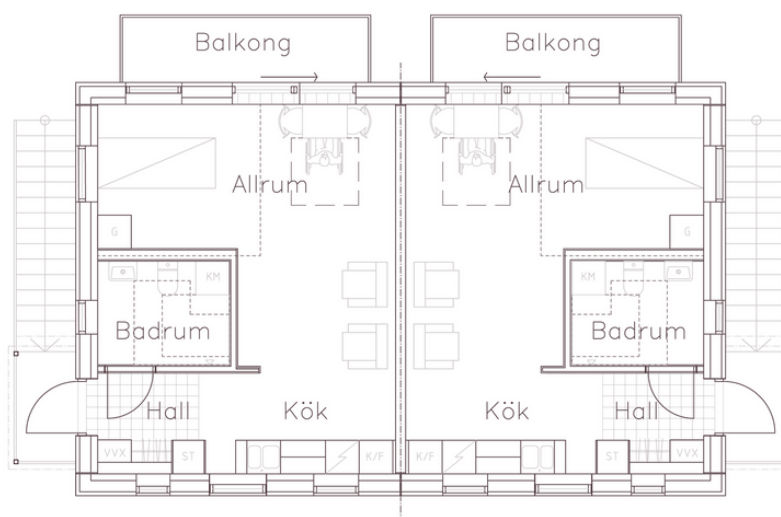 Balkong Balkong
Allrum Allrum
G G
KM KM
Badrum Badrum
Hall Kök Kök Hall
VVX ST K/F K/F ST VVX